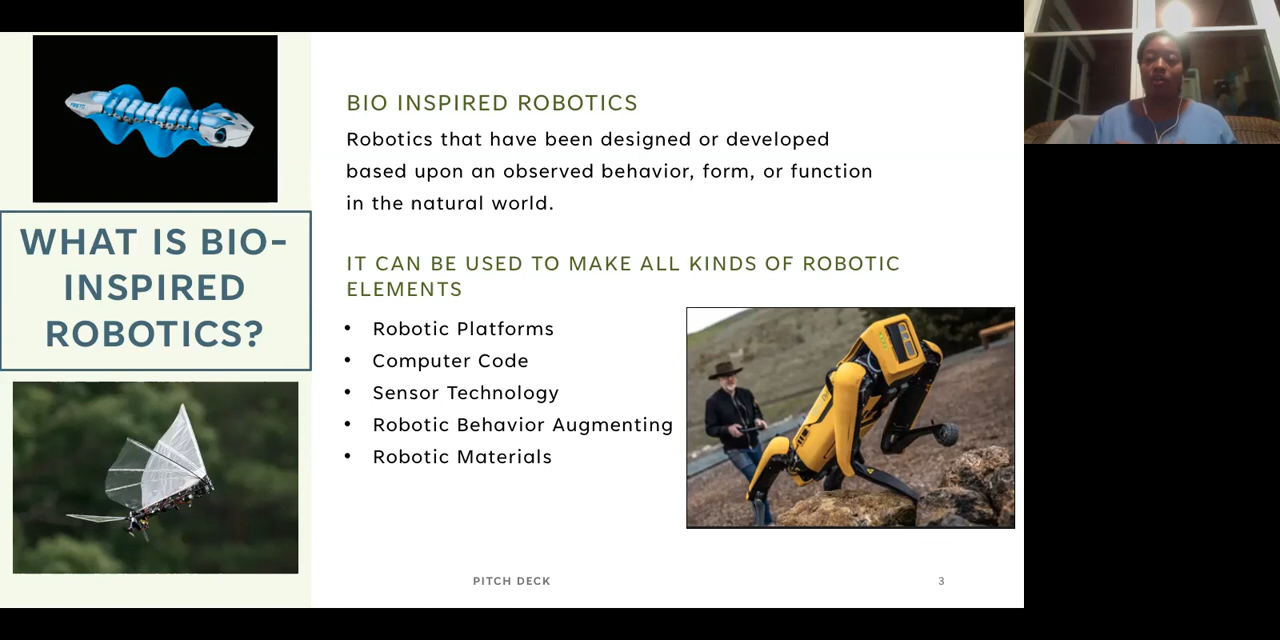 WHAT IS BIO-
INSPIRED
ROBOTICS?
BIO INSPIRED ROBOTICS
Robotics that have been designed or developed
based upon an observed behavior, form, or function
in the natural world.
IT CAN BE USED TO MAKE ALL KINDS OF ROBOTIC
ELEMENTS
• Robotic Platforms
• Computer Code
• Sensor Technology
• Robotic Behavior Augmenting
• Robotic Materials
PITCH DECK
3